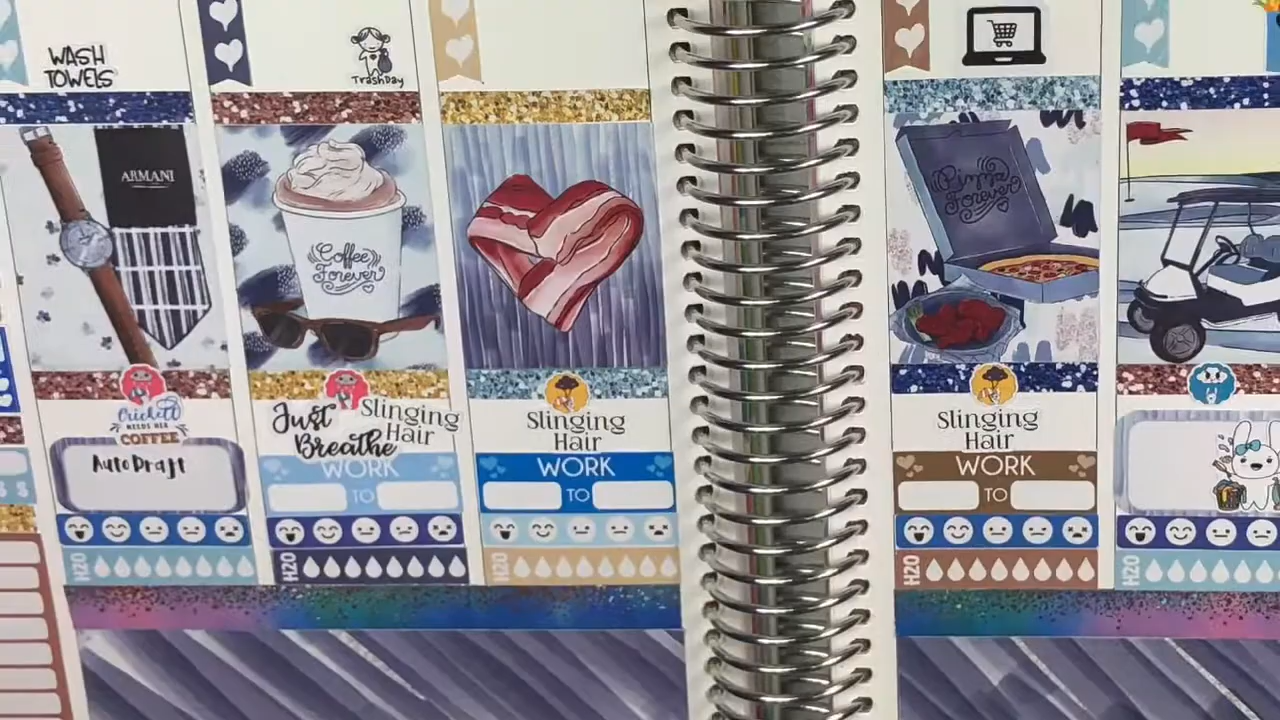 WASH
TOWELS
TrashDay
ARMANI
Coffee
Forever
Pizza
Forever
Crickett
NEEDS HER
COFFEE
AutoDraft
Just
Breathe
Slinging
Hair
WORK
TO
H2O
H2O
Slinging
Hair
WORK
TO
H2O
Slinging
Hair
WORK
TO
H2O
H2O